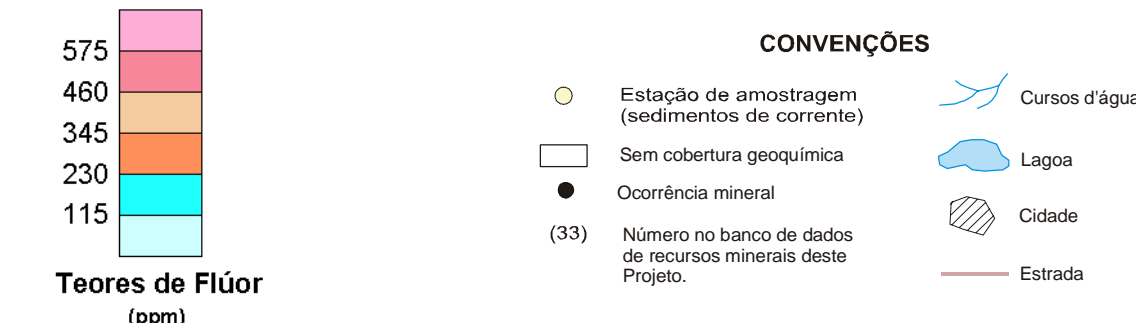 575
460
345
230
115
Teores de Flúor
(ppm)
CONVENÇÕES
Estação de amostragem
(sedimentos de corrente)
Sem cobertura geoquímica
Ocorrência mineral
(33)
Número no banco de dados
de recursos minerais deste
Projeto.
Cursos d'água
Lagoa
Cidade
Estrada